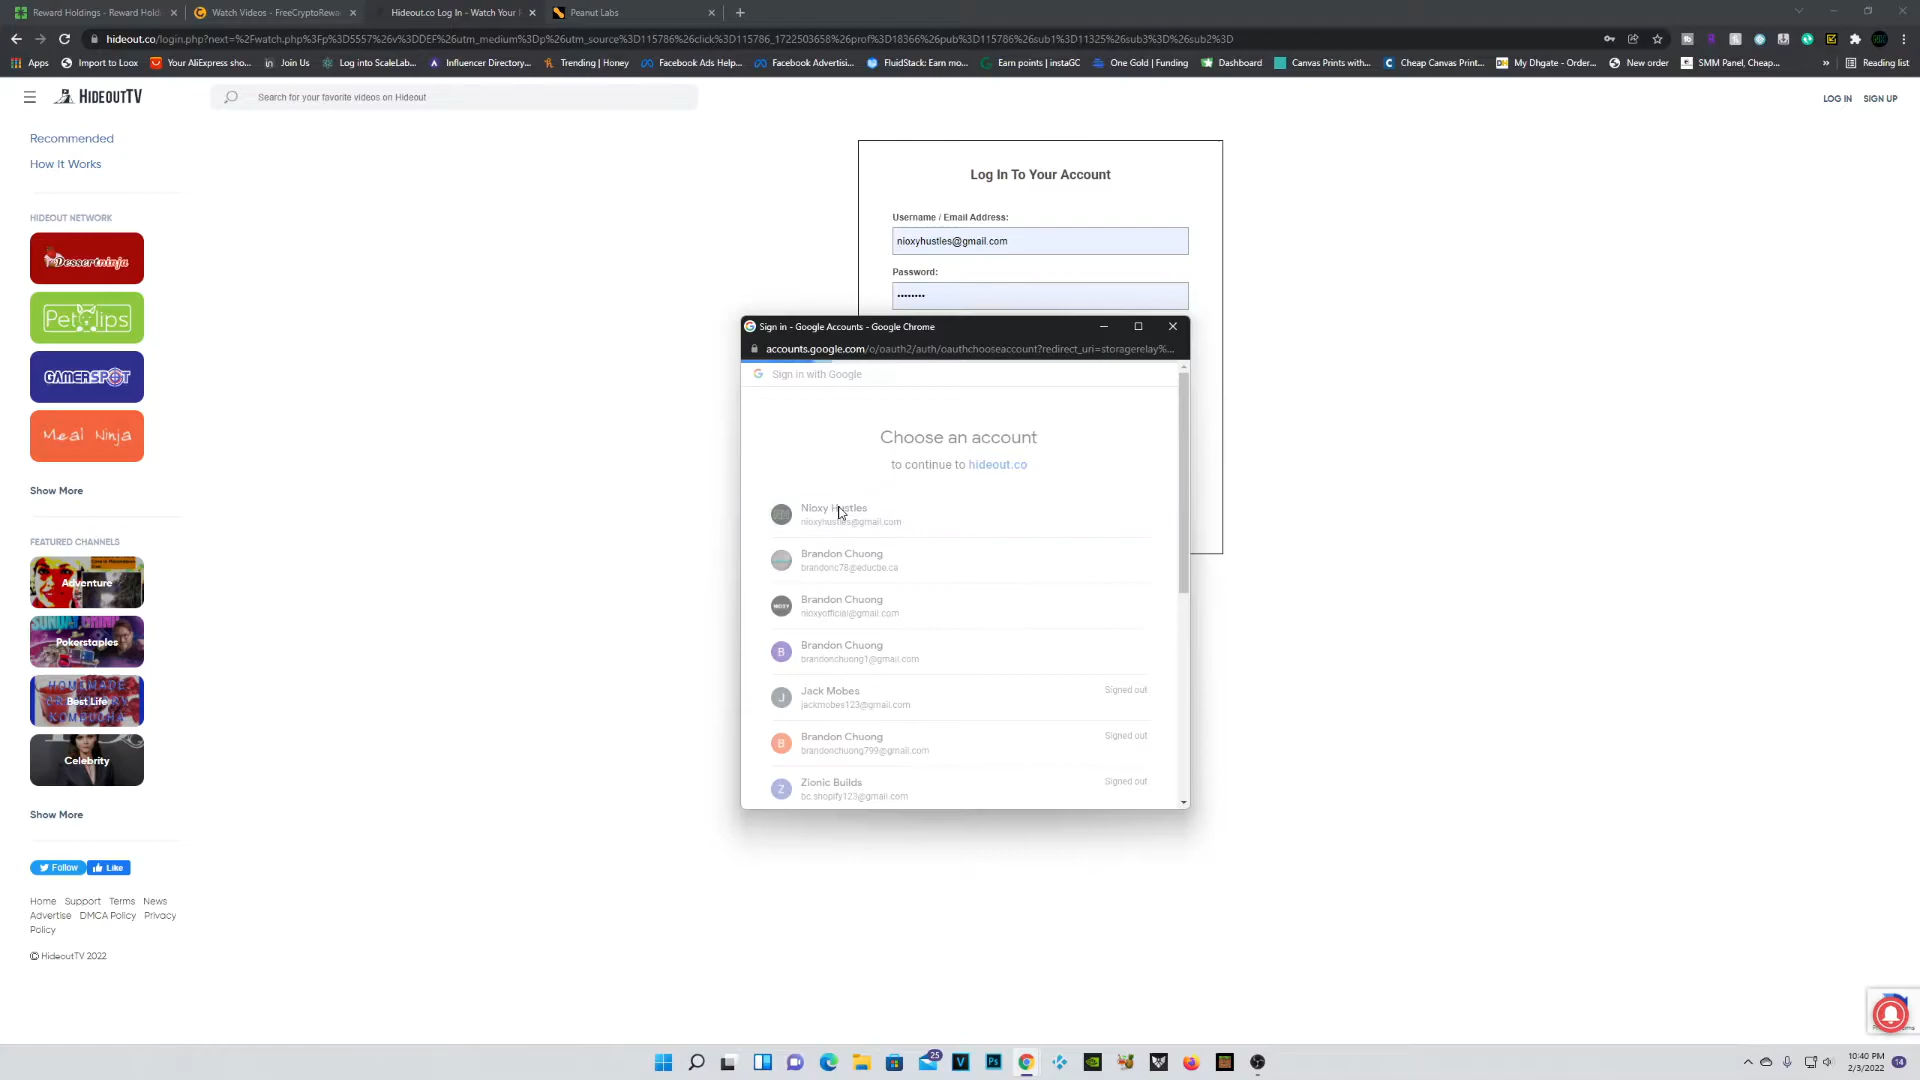 Reward Holdings - Reward Hold
Watch Videos - FreeCryptoRewa
Hideout.co Log In - Watch Your
Peanut Labs
hideout.co/login.php?next=%2Fwatch.php%3Fp%3D5557%26v%3DDEF%26utm_medium%3Dp%26utm_source%3D115786%26click%3D115786_1722503658%26prof%3D18366%26pub%3D115786%26sub1%3D11325%26sub3%3D%26sub2%3D
Apps
Import to Loox
Your AliExpress sho...
Join Us
Log into ScaleLab...
Influencer Directory...
Trending | Honey
Facebook Ads Help...
Facebook Advertisi...
FluidStack: Earn mo...
Earn points | instaGC
One Gold | Funding
Dashboard
Canvas Prints with...
Cheap Canvas Print...
My Dhgate - Order...
New order
SMM Panel, Cheap...
»
Reading list
HIDEOUTTV
Search for your favorite videos on Hideout
LOG IN
SIGN UP
Recommended
How It Works
HIDEOUT NETWORK
Dessertninja
Petclips
GAMERSPOT
Meal Ninja
Show More
FEATURED CHANNELS
Adventure
Pokerstaples
Best Life
Celebrity
Show More
Follow
Like
Home Support Terms News
Advertise DMCA Policy Privacy
Policy
© HideoutTV 2022
Log In To Your Account
Username / Email Address:
nioxyhustles@gmail.com
Password:
••••••••
Sign in - Google Accounts - Google Chrome
accounts.google.com/o/oauth2/auth/oauthchooseaccount?redirect_uri=storagerelay%...
Sign in with Google
Choose an account
to continue to hideout.co
Nioxy Hustles
nioxyhustles@gmail.com
Brandon Chuong
brandonc78@educbe.ca
Brandon Chuong
nioxyofficial@gmail.com
B
Brandon Chuong
brandonchuong1@gmail.com
J
Jack Mobes
Signed out
jackmobes123@gmail.com
B
Brandon Chuong
Signed out
brandonchuong799@gmail.com
Z
Zionic Builds
Signed out
bc.shopify123@gmail.com
25
V
Ps
10:40 PM
2/3/2022
14